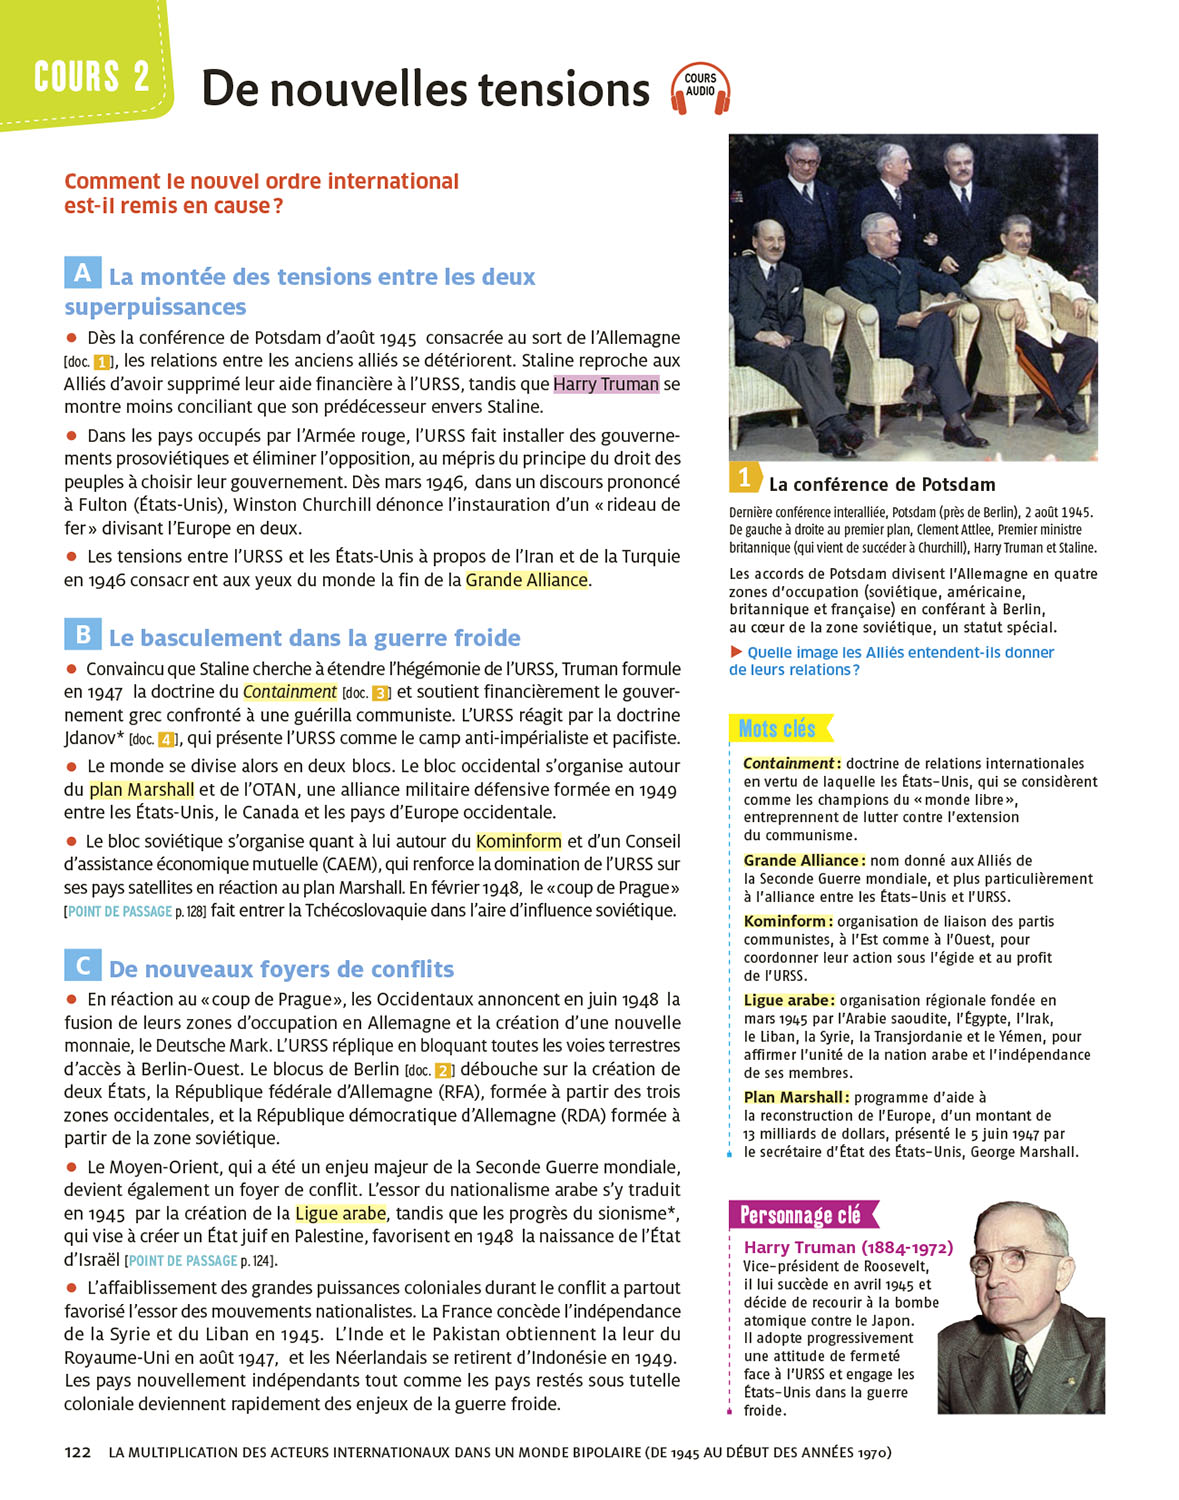 COURS 2
De nouvelles tensions
COURS
AUDIO
Comment le nouvel ordre international
est-il remis en cause ?
A La montée des tensions entre les deux
superpuissances
● Dès la conférence de Potsdam d'août 1945 consacrée au sort de l'Allemagne
[doc. 1], les relations entre les anciens alliés se détériorent. Staline reproche aux
Alliés d'avoir supprimé leur aide financière à l'URSS, tandis que Harry Truman se
montre moins conciliant que son prédécesseur envers Staline.
● Dans les pays occupés par l'Armée rouge, l'URSS fait installer des gouverne-
ments prosoviétiques et éliminer l'opposition, au mépris du principe du droit des
peuples à choisir leur gouvernement. Dès mars 1946, dans un discours prononcé
à Fulton (États-Unis), Winston Churchill dénonce l'instauration d'un « rideau de
fer » divisant l'Europe en deux.
● Les tensions entre l'URSS et les États-Unis à propos de l'Iran et de la Turquie
en 1946 consacr ent aux yeux du monde la fin de la Grande Alliance.
B Le basculement dans la guerre froide
● Convaincu que Staline cherche à étendre l'hégémonie de l'URSS, Truman formule
en 1947 la doctrine du Containment [doc. 3] et soutient financièrement le gouver-
nement grec confronté à une guérilla communiste. L'URSS réagit par la doctrine
Jdanov* [doc. 4], qui présente l'URSS comme le camp anti-impérialiste et pacifiste.
● Le monde se divise alors en deux blocs. Le bloc occidental s'organise autour
du plan Marshall et de l'OTAN, une alliance militaire défensive formée en 1949
entre les États-Unis, le Canada et les pays d'Europe occidentale.
● Le bloc soviétique s'organise quant à lui autour du Kominform et d'un Conseil
d'assistance économique mutuelle (CAEM), qui renforce la domination de l'URSS sur
ses pays satellites en réaction au plan Marshall. En février 1948, le « coup de Prague »
[POINT DE PASSAGE p. 128] fait entrer la Tchécoslovaquie dans l'aire d'influence soviétique.
C De nouveaux foyers de conflits
● En réaction au « coup de Prague », les Occidentaux annoncent en juin 1948 la
fusion de leurs zones d'occupation en Allemagne et la création d'une nouvelle
monnaie, le Deutsche Mark. L'URSS réplique en bloquant toutes les voies terrestres
d'accès à Berlin-Ouest. Le blocus de Berlin [doc. 2] débouche sur la création de
deux États, la République fédérale d'Allemagne (RFA), formée à partir des trois
zones occidentales, et la République démocratique d'Allemagne (RDA) formée à
partir de la zone soviétique.
● Le Moyen-Orient, qui a été un enjeu majeur de la Seconde Guerre mondiale,
devient également un foyer de conflit. L'essor du nationalisme arabe s'y traduit
en 1945 par la création de la Ligue arabe, tandis que les progrès du sionisme*,
qui vise à créer un État juif en Palestine, favorisent en 1948 la naissance de l'État
d'Israël [POINT DE PASSAGE p. 124].
● L'affaiblissement des grandes puissances coloniales durant le conflit a partout
favorisé l'essor des mouvements nationalistes. La France concède l'indépendance
de la Syrie et du Liban en 1945. L'Inde et le Pakistan obtiennent la leur du
Royaume-Uni en août 1947, et les Néerlandais se retirent d'Indonésie en 1949.
Les pays nouvellement indépendants tout comme les pays restés sous tutelle
coloniale deviennent rapidement des enjeux de la guerre froide.
1 La conférence de Potsdam
Dernière conférence interalliée, Potsdam (près de Berlin), 2 août 1945.
De gauche à droite au premier plan, Clement Attlee, Premier ministre
britannique (qui vient de succéder à Churchill), Harry Truman et Staline.
Les accords de Potsdam divisent l'Allemagne en quatre
zones d'occupation (soviétique, américaine,
britannique et française) en conférant à Berlin,
au cœur de la zone soviétique, un statut spécial.
► Quelle image les Alliés entendent-ils donner
de leurs relations ?
Mots clés
Containment : doctrine de relations internationales
en vertu de laquelle les États-Unis, qui se considèrent
comme les champions du « monde libre »,
entreprennent de lutter contre l'extension
du communisme.
Grande Alliance : nom donné aux Alliés de
la Seconde Guerre mondiale, et plus particulièrement
à l'alliance entre les États-Unis et l'URSS.
Kominform : organisation de liaison des partis
communistes, à l'Est comme à l'Ouest, pour
coordonner leur action sous l'égide et au profit
de l'URSS.
Ligue arabe : organisation régionale fondée en
mars 1945 par l'Arabie saoudite, l'Égypte, l'Irak,
le Liban, la Syrie, la Transjordanie et le Yémen, pour
affirmer l'unité de la nation arabe et l'indépendance
de ses membres.
Plan Marshall : programme d'aide à
la reconstruction de l'Europe, d'un montant de
13 milliards de dollars, présenté le 5 juin 1947 par
le secrétaire d'État des États-Unis, George Marshall.
Personnage clé
Harry Truman (1884-1972)
Vice-président de Roosevelt,
il lui succède en avril 1945 et
décide de recourir à la bombe
atomique contre le Japon.
Il adopte progressivement
une attitude de fermeté
face à l'URSS et engage les
États-Unis dans la guerre
froide.
122 LA MULTIPLICATION DES ACTEURS INTERNATIONAUX DANS UN MONDE BIPOLAIRE (DE 1945 AU DÉBUT DES ANNÉES 1970)